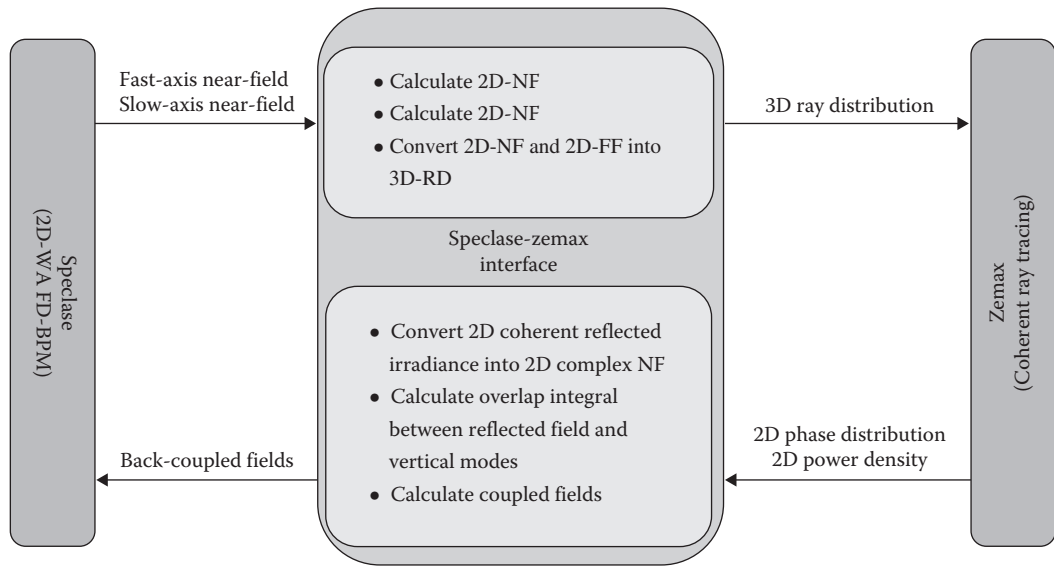 Speclase
(2D-WA FD-BPM)
Fast-axis near-field
Slow-axis near-field
• Calculate 2D-NF
• Calculate 2D-NF
• Convert 2D-NF and 2D-FF into
3D-RD
3D ray distribution
Speclase-zemax
interface
• Convert 2D coherent reflected
irradiance into 2D complex NF
• Calculate overlap integral
between reflected field and
vertical modes
• Calculate coupled fields
Back-coupled fields
2D phase distribution
2D power density
Zemax
(Coherent ray tracing)